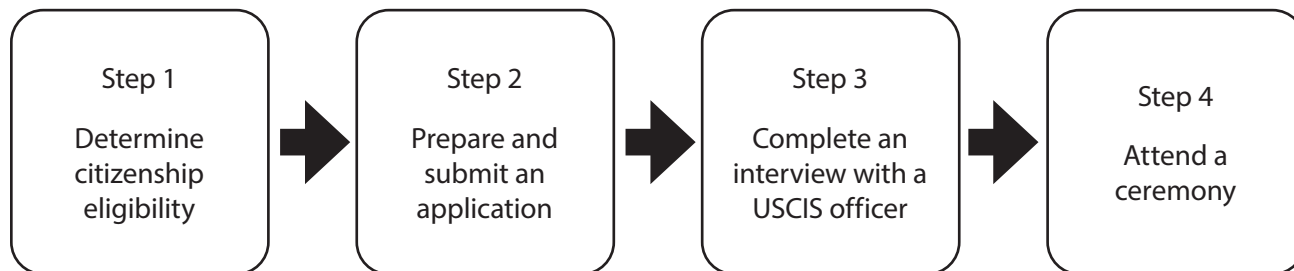 Step 1
Determine
citizenship
eligibility
Step 2
Prepare and
submit an
application
Step 3
Complete an
interview with a
USCIS officer
Step 4
Attend a
ceremony